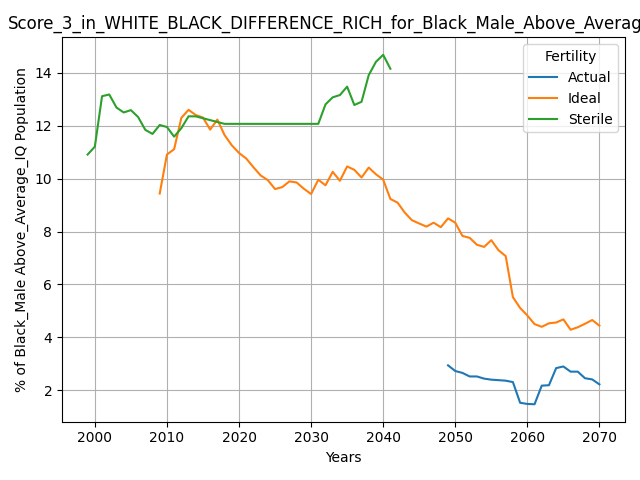 Score_3_in_WHITE_BLACK_DIFFERENCE_RICH_for_Black_Male_Above_Averag
% of Black_Male Above_Average_IQ Population
14
12
10
8
6
4
2
Fertility
Actual
Ideal
Sterile
2000 2010 2020 2030 2040 2050 2060 2070
Years